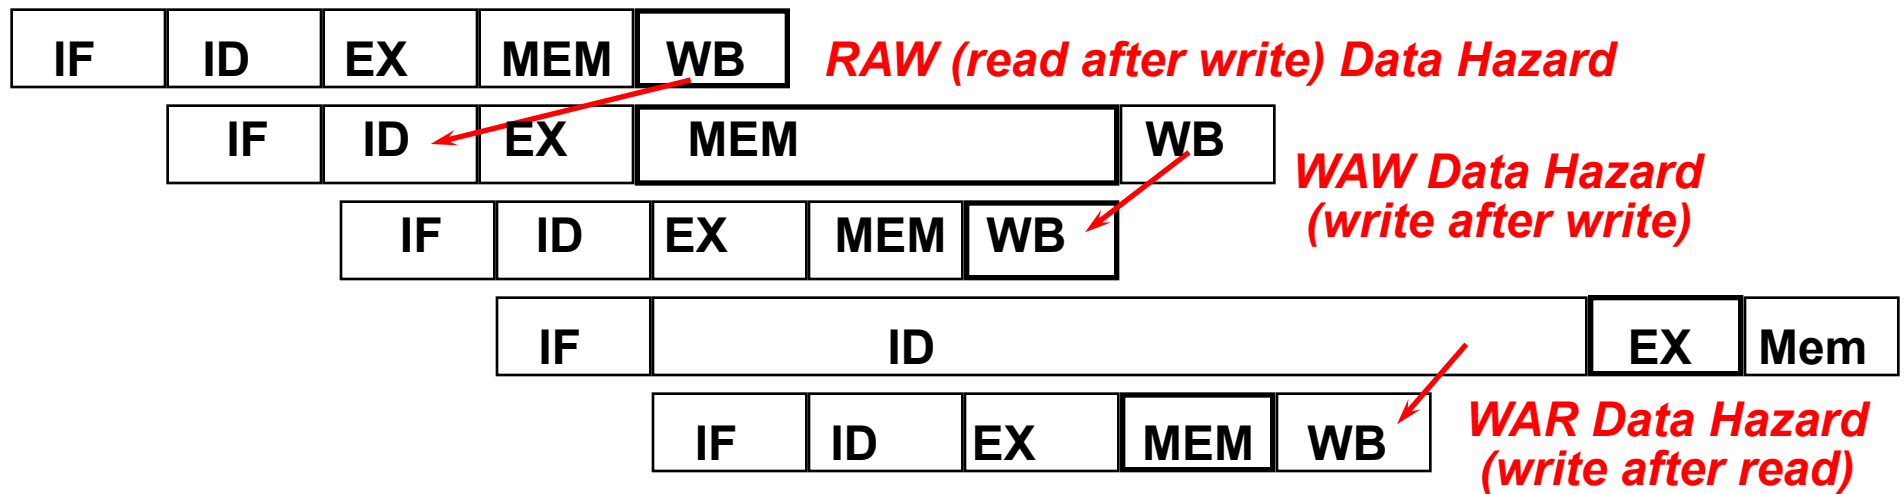 IF ID EX MEM WB RAW (read after write) Data Hazard
IF ID EX MEM WB
WAW Data Hazard
(write after write)
IF ID EX MEM WB
IF ID EX Mem
IF ID EX MEM WB
WAR Data Hazard
(write after read)